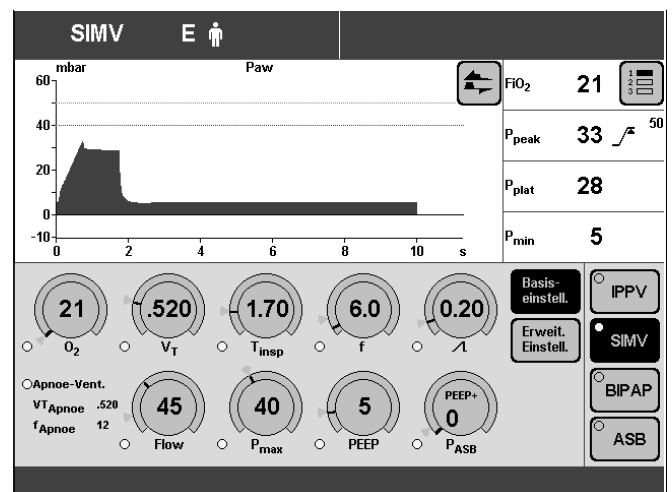 SIMV E
mbar Paw
60
40
20
0
-10
0 2 4 6 8 10 s
FiO2 21
1
2
3
Ppeak 33 50
Pplat 28
Pmin 5
21 .520 1.70 6.0 0.20
O2 VT Tinsp f
Basis-
einstell.
Erweit.
Einstell.
IPPV
SIMV
BIPAP
ASB
Apnoe-Vent.
VTApnoe .520
fApnoe 12
45 40 5 PEEP+
0
Flow Pmax PEEP PASB